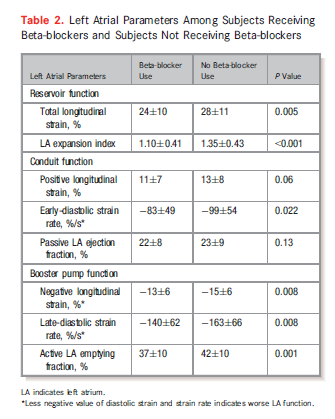 Table 2. Left Atrial Parameters Among Subjects Receiving
Beta-blockers and Subjects Not Receiving Beta-blockers
Left Atrial Parameters Beta-blocker Use No Beta-blocker Use P Value
Reservoir function
Total longitudinal strain, % 24±10 28±11 0.005
LA expansion index 1.10±0.41 1.35±0.43 <0.001
Conduit function
Positive longitudinal strain, % 11±7 13±8 0.06
Early-diastolic strain rate, %/s* −83±49 −99±54 0.022
Passive LA ejection fraction, % 22±8 23±9 0.13
Booster pump function
Negative longitudinal strain, %* −13±6 −15±6 0.008
Late-diastolic strain rate, %/s* −140±62 −163±66 0.008
Active LA emptying fraction, % 37±10 42±10 0.001
LA indicates left atrium.
*Less negative value of diastolic strain and strain rate indicates worse LA function.